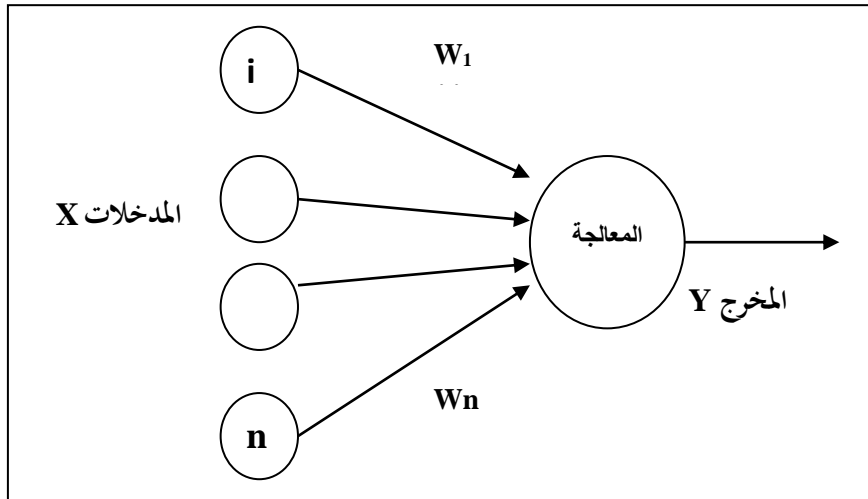 W₁
i
المدخلات X
المعالجة
المخرج Y
Wn
n